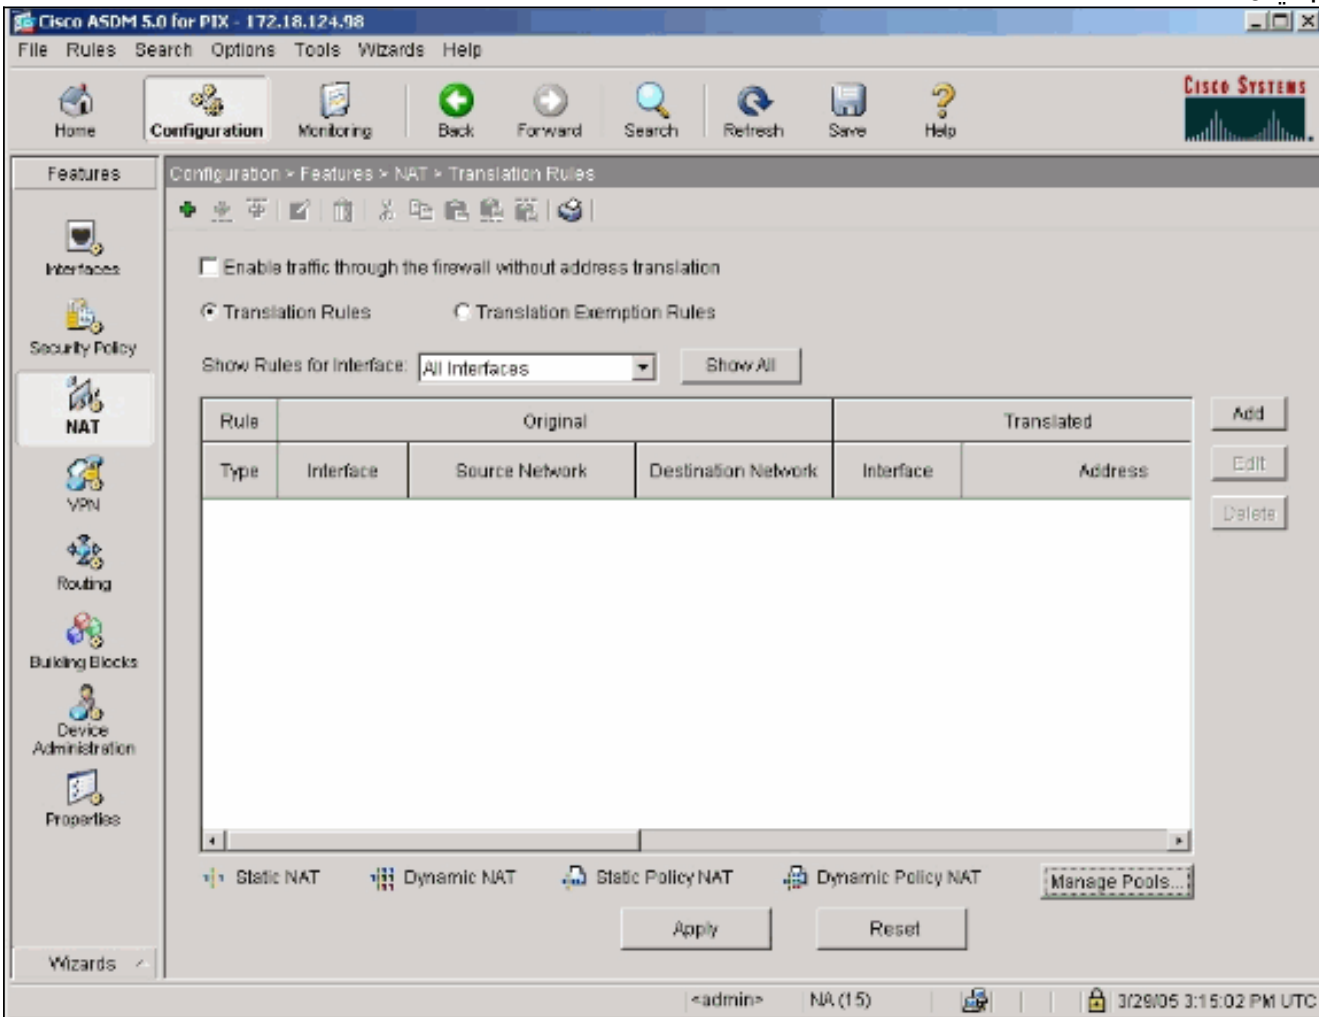 Cisco ASDM 5.0 for PIX - 172.18.124.98
File Rules Search Options Tools Wizards Help
Home Configuration Monitoring Back Forward Search Refresh Save Help
CISCO SYSTEMS
Features
Configuration > Features > NAT > Translation Rules
Interfaces
Security Policy
NAT
VPN
Routing
Building Blocks
Device
Administration
Properties
Wizards
Enable traffic through the firewall without address translation
Translation Rules Translation Exemption Rules
Show Rules for Interface: All Interfaces Show All
Rule Original Translated
Type Interface Source Network Destination Network Interface Address
Add
Edit
Delete
Static NAT Dynamic NAT Static Policy NAT Dynamic Policy NAT Manage Pools...
Apply Reset
<admin> NA (15) 3/29/05 3:15:02 PM UTC